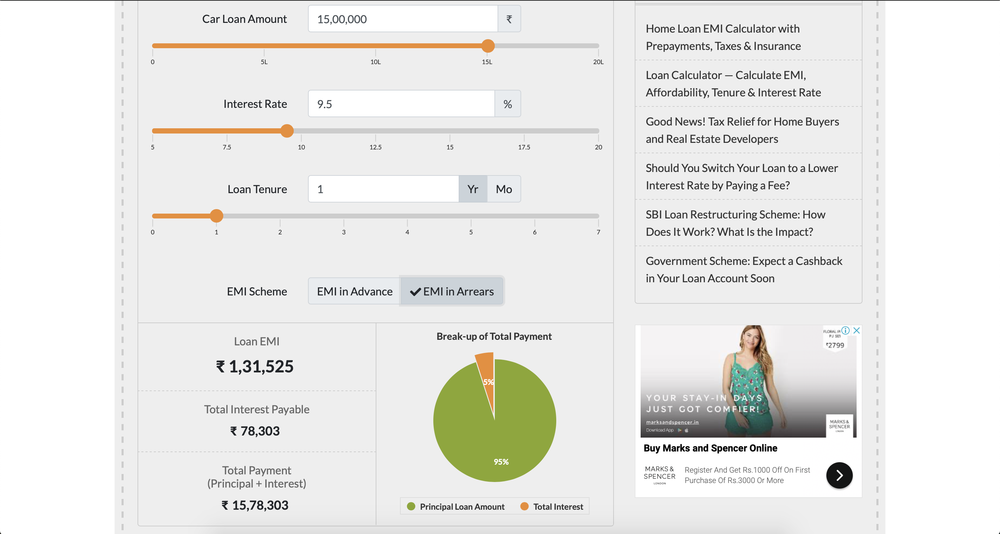 Car Loan Amount
15,00,000
₹
0
5L
10L
15L
20L
Interest Rate
9.5
%
5
7.5
10
12.5
15
17.5
20
Loan Tenure
1
Yr
Mo
0
1
2
3
4
5
6
7
EMI Scheme
EMI in Advance
EMI in Arrears
Loan EMI
₹ 1,31,525
Total Interest Payable
₹ 78,303
Total Payment
(Principal + Interest)
₹ 15,78,303
Break-up of Total Payment
5%
95%
Principal Loan Amount
Total Interest
Home Loan EMI Calculator with
Prepayments, Taxes & Insurance
Loan Calculator — Calculate EMI,
Affordability, Tenure & Interest Rate
Good News! Tax Relief for Home Buyers
and Real Estate Developers
Should You Switch Your Loan to a Lower
Interest Rate by Paying a Fee?
SBI Loan Restructuring Scheme: How
Does It Work? What Is the Impact?
Government Scheme: Expect a Cashback
in Your Loan Account Soon
FLORAL
PJ SET
₹2799
YOUR STAY-IN DAYS
JUST GOT COMFIER!
marksandspencer.in
Download App
MARKS &
SPENCER
LONDON
Buy Marks and Spencer Online
MARKS &
SPENCER
LONDON
Register And Get Rs.1000 Off On First
Purchase Of Rs.3000 Or More